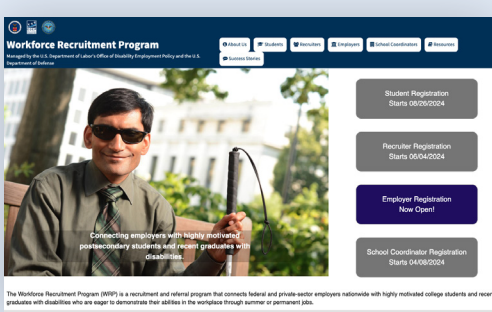 Workforce Recruitment Program
Managed by the U.S. Department of Labor's Office of Disability Employment Policy and the U.S.
Department of Defense
About Us
Students
Recruiters
Employers
School Coordinators
Resources
Success Stories
Connecting employers with highly motivated
postsecondary students and recent graduates with
disabilities.
Student Registration
Starts 08/26/2024
Recruiter Registration
Starts 06/04/2024
Employer Registration
Now Open!
School Coordinator Registration
Starts 04/08/2024
The Workforce Recruitment Program (WRP) is a recruitment and referral program that connects federal and private-sector employers nationwide with highly motivated college students and recen
graduates with disabilities who are eager to demonstrate their abilities in the workplace through summer or permanent jobs.